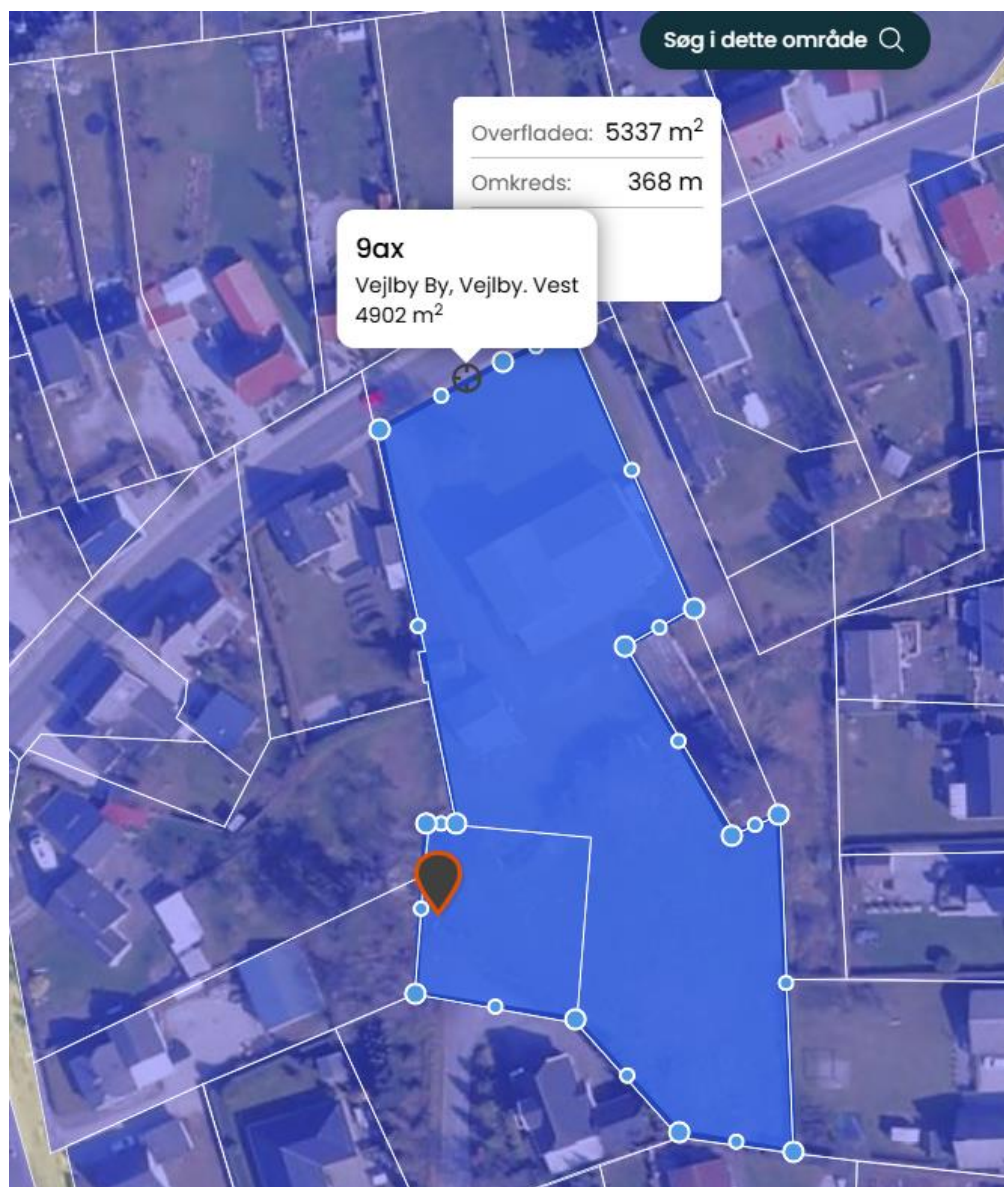 Søg i dette område
Overfladea: 5337 m²
Omkreds: 368 m
9ax
Vejlby By, Vejlby. Vest
4902 m²